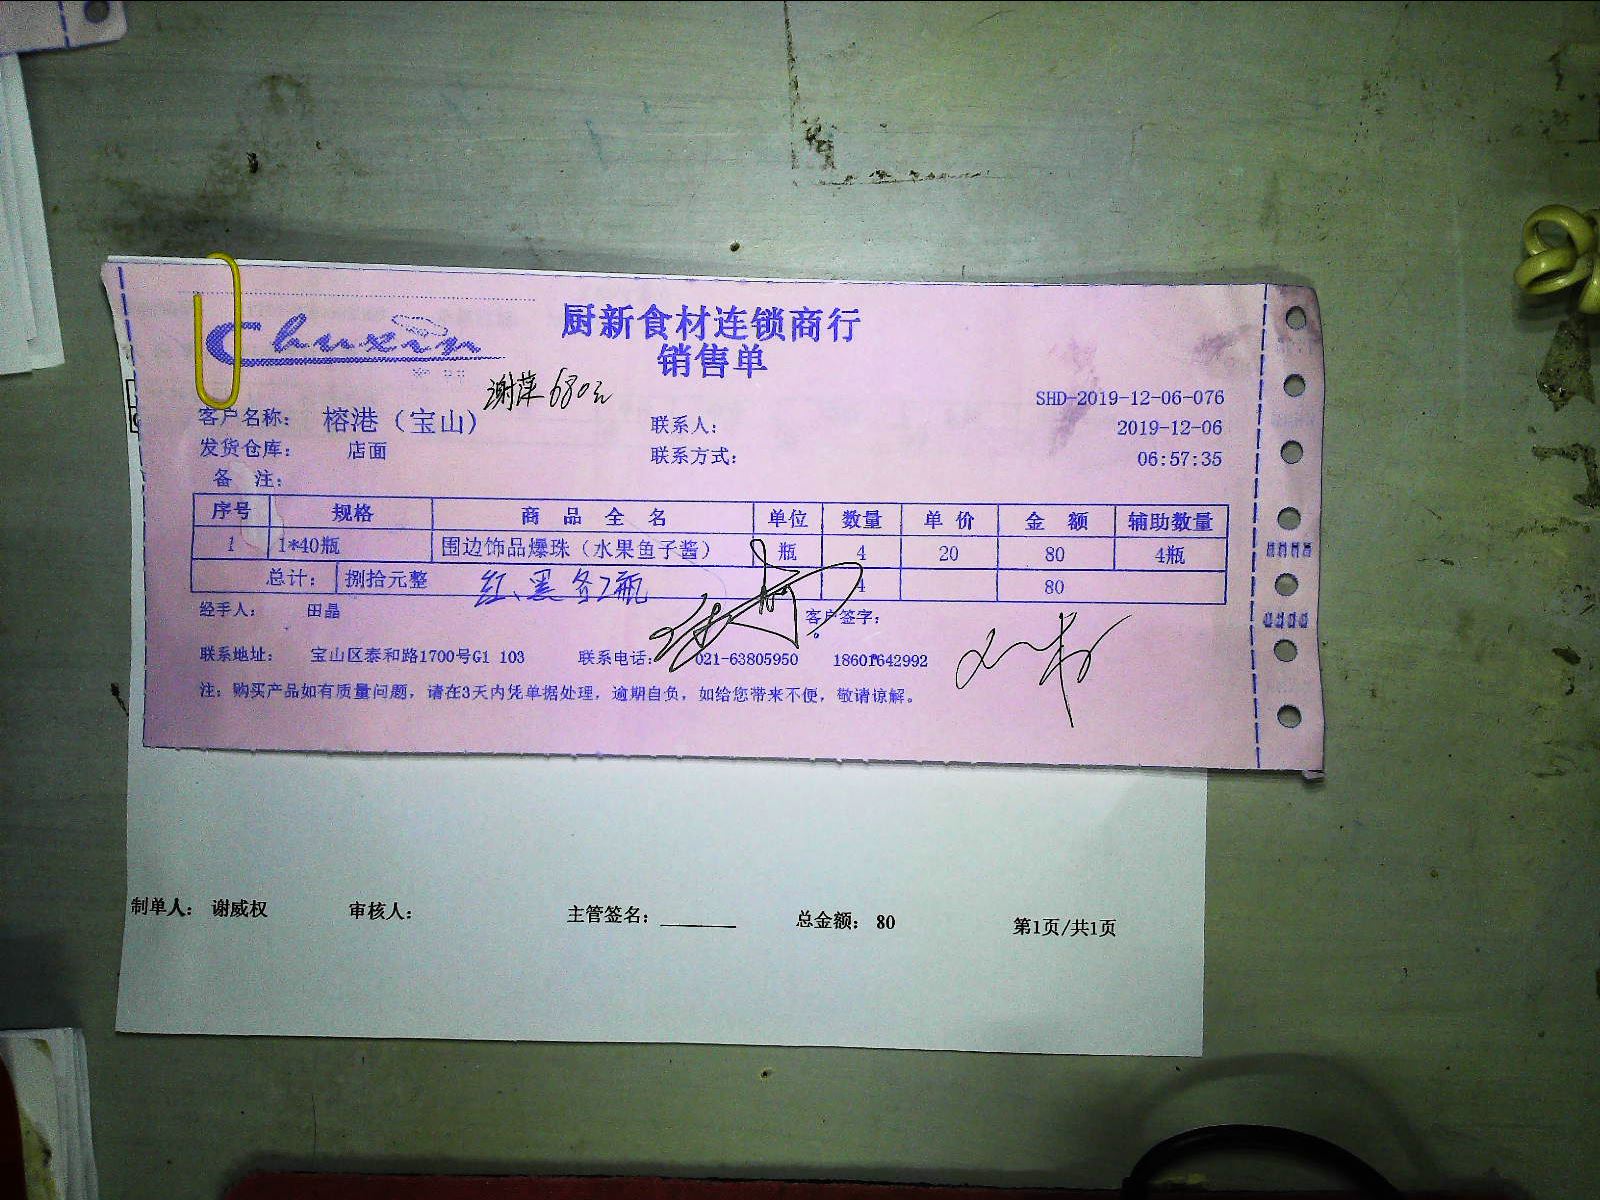 Chuxin
厨新食材连锁商行
销售单
谢萍 680元
SHD-2019-12-06-076
客户名称: 榕港（宝山） 联系人: 2019-12-06
发货仓库: 店面 联系方式: 06:57:35
备 注:
序号 规格 商 品 全 名 单位 数量 单 价 金 额 辅助数量
1 1*40瓶 围边饰品爆珠（水果鱼子酱） 瓶 4 20 80 4瓶
总计: 捌拾元整 红、黑各2瓶 4 80
经手人: 田晶 客户签字:
联系地址: 宝山区泰和路1700号G1 103 联系电话: 021-63805950 18601642992
注: 购买产品如有质量问题, 请在3天内凭单据处理, 逾期自负, 如给您带来不便, 敬请谅解。
制单人: 谢威权 审核人: 主管签名: 总金额: 80 第1页/共1页